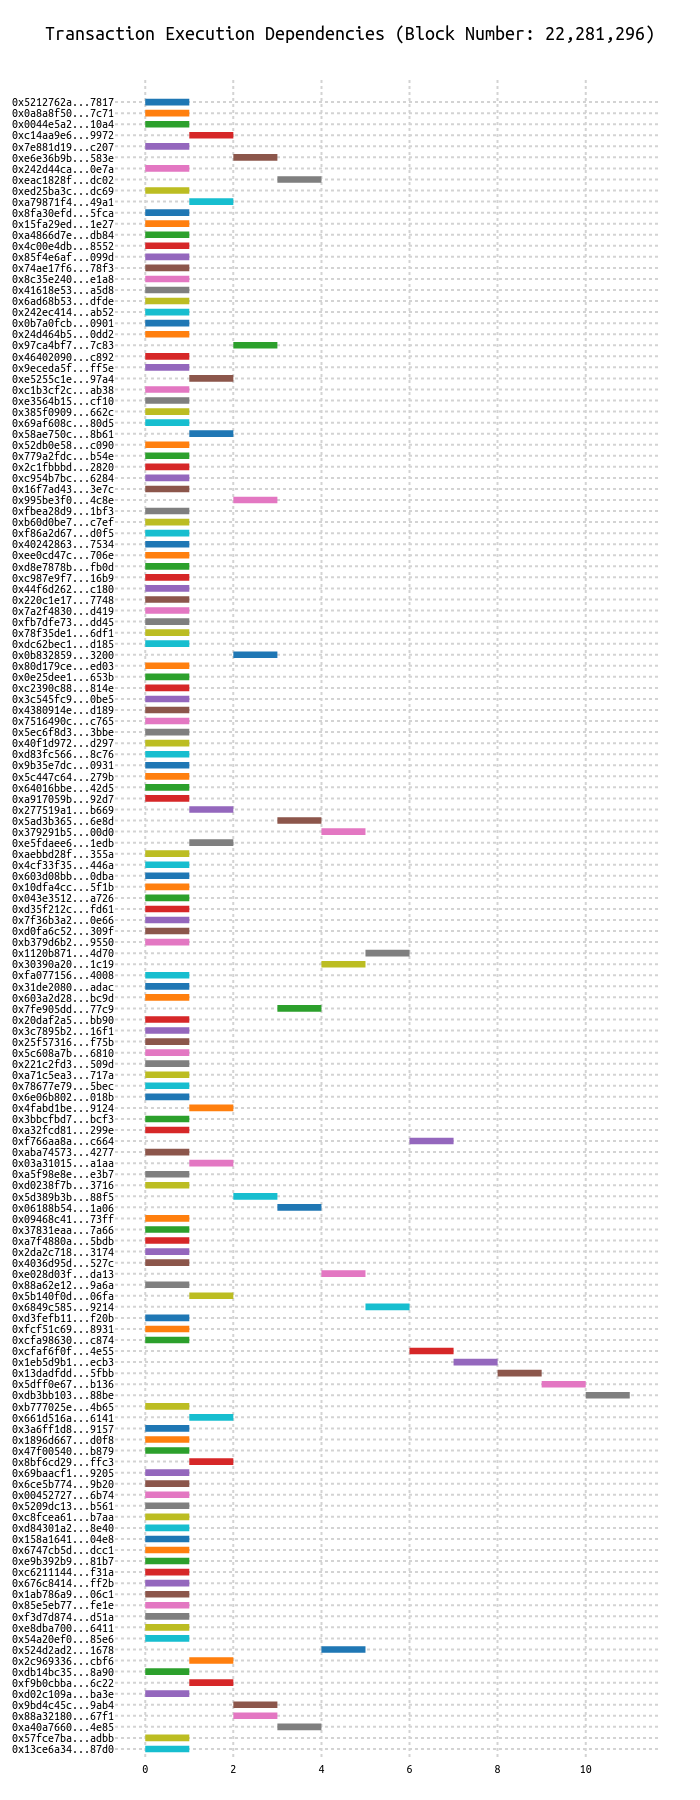 Transaction Execution Dependencies (Block Number: 22,281,296)
0x5212762a...7817
0x0a8a8f50...7c71
0x0044e5a2...10a4
0xc14aa9e6...9972
0x7e881d19...c207
0xe6e36b9b...583e
0x242d44ca...0e7a
0xeac1828f...dc02
0xed25ba3c...dc69
0xa79871f4...49a1
0x8fa30efd...5fca
0x15fa29ed...1e27
0xa4866d7e...db84
0x4c00e4db...8552
0x85f4e6af...099d
0x74ae17f6...78f3
0x8c35e240...e1a8
0x41618e53...a5d8
0x6ad68b53...dfde
0x242ec414...ab52
0x0b7a0fcb...0901
0x24d464b5...0dd2
0x97ca4bf7...7c83
0x46402090...c892
0x9eceda5f...ff5e
0xe5255c1e...97a4
0xc1b3cf2c...ab38
0xe3564b15...cf10
0x385f0909...662c
0x69af608c...80d5
0x58ae750c...8b61
0x52db0e58...c090
0x779a2fdc...b54e
0x2c1fbbbd...2820
0xc954b7bc...6284
0x16f7ad43...3e7c
0x995be3f0...4c8e
0xfbea28d9...1bf3
0xb60d0be7...c7ef
0xf86a2d67...d0f5
0x40242863...7534
0xee0cd47c...706e
0xd8e7878b...fb0d
0xc987e9f7...16b9
0x44f6d262...c180
0x220c1e17...7748
0x7a2f4830...d419
0xfb7dfe73...dd45
0x78f35de1...6df1
0xdc62bec1...d185
0x0b832859...3200
0x80d179ce...ed03
0x0e25dee1...653b
0xc2390c88...814e
0x3c545fc9...0be5
0x4380914e...d189
0x7516490c...c765
0x5ec6f8d3...3bbe
0x40f1d972...d297
0xd83fc566...8c76
0x9b35e7dc...0931
0x5c447c64...279b
0x64016bbe...42d5
0xa917059b...92d7
0x277519a1...b669
0x5ad3b365...6e8d
0x379291b5...00d0
0xe5fdaee6...1edb
0xaebbd28f...355a
0x4cf33f35...446a
0x603d08bb...0dba
0x10dfa4cc...5f1b
0x043e3512...a726
0xd35f212c...fd61
0x7f36b3a2...0e66
0xd0fa6c52...309f
0xb379d6b2...9550
0x1120b871...4d70
0x30390a20...1c19
0xfa077156...4008
0x31de2080...adac
0x603a2d28...bc9d
0x7fe905dd...77c9
0x20daf2a5...bb90
0x3c7895b2...16f1
0x25f57316...f75b
0x5c608a7b...6810
0x221c2fd3...509d
0xa71c5ea3...717a
0x78677e79...5bec
0x6e06b802...018b
0x4fabd1be...9124
0x3bbcfbd7...bcf3
0xa32fcd81...299e
0xf766aa8a...c664
0xaba74573...4277
0x03a31015...a1aa
0xa5f98e8e...e3b7
0xd0238f7b...3716
0x5d389b3b...88f5
0x06188b54...1a06
0x09468c41...73ff
0x37831eaa...7a66
0xa7f4880a...5bdb
0x2da2c718...3174
0x4036d95d...527c
0xe028d03f...da13
0x88a62e12...9a6a
0x5b140f0d...06fa
0x6849c585...9214
0xd3fefb11...f20b
0xfcf51c69...8931
0xcfa98630...c874
0xcfaf6f0f...4e55
0x1eb5d9b1...ecb3
0x13dadfdd...5fbb
0x5dff0e67...b136
0xdb3bb103...88be
0xb777025e...4b65
0x661d516a...6141
0x3a6ff1d8...9157
0x1896d667...d0f8
0x47f00540...b879
0x8bf6cd29...ffc3
0x69baacf1...9205
0x6ce5b774...9b20
0x00452727...6b74
0x5209dc13...b561
0xc8fcea61...b7aa
0xd84301a2...8e40
0x158a1641...04e8
0x6747cb5d...dcc1
0xe9b392b9...81b7
0xc6211144...f31a
0x676c8414...ff2b
0x1ab786a9...06c1
0x85e5eb77...fe1e
0xf3d7d874...d51a
0xe8dba700...6411
0x54a20ef0...85e6
0x524d2ad2...1678
0x2c969336...cbf6
0xdb14bc35...8a90
0xf9b0cbba...6c22
0xd02c109a...ba3e
0x9bd4c45c...9ab4
0x88a32180...67f1
0xa40a7660...4e85
0x57fce7ba...adbb
0x13ce6a34...87d0
0 2 4 6 8 10